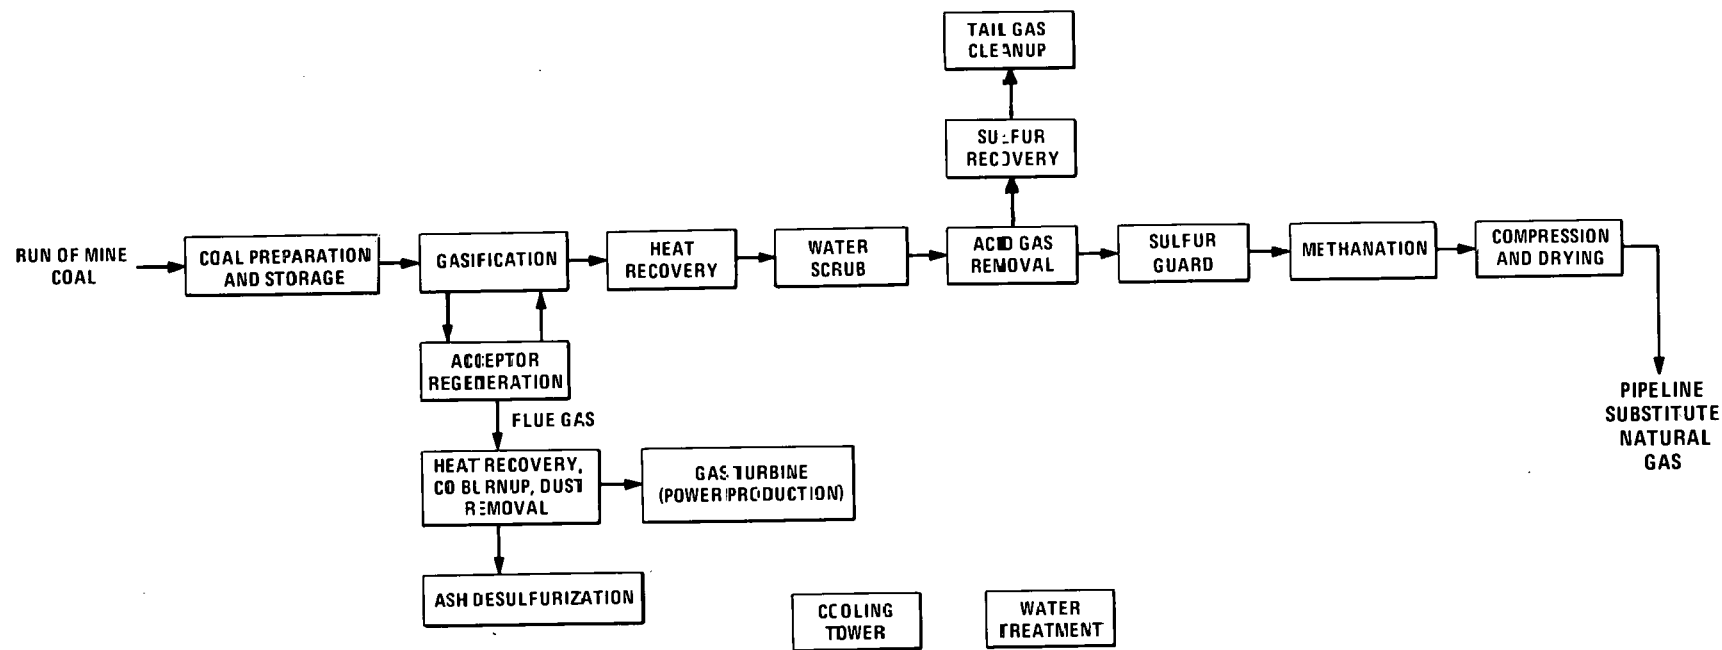 TAIL GAS
CLEANUP
SULFUR
RECOVERY
RUN OF MINE
COAL
COAL PREPARATION
AND STORAGE
GASIFICATION
HEAT
RECOVERY
WATER
SCRUB
ACID GAS
REMOVAL
SULFUR
GUARD
METHANATION
COMPRESSION
AND DRYING
ACCEPTOR
REGENERATION
FLUE GAS
PIPELINE
SUBSTITUTE
NATURAL
GAS
HEAT RECOVERY,
CO BURNUP, DUST
REMOVAL
GAS TURBINE
(POWER PRODUCTION)
ASH DESULFURIZATION
COOLING
TOWER
WATER
TREATMENT